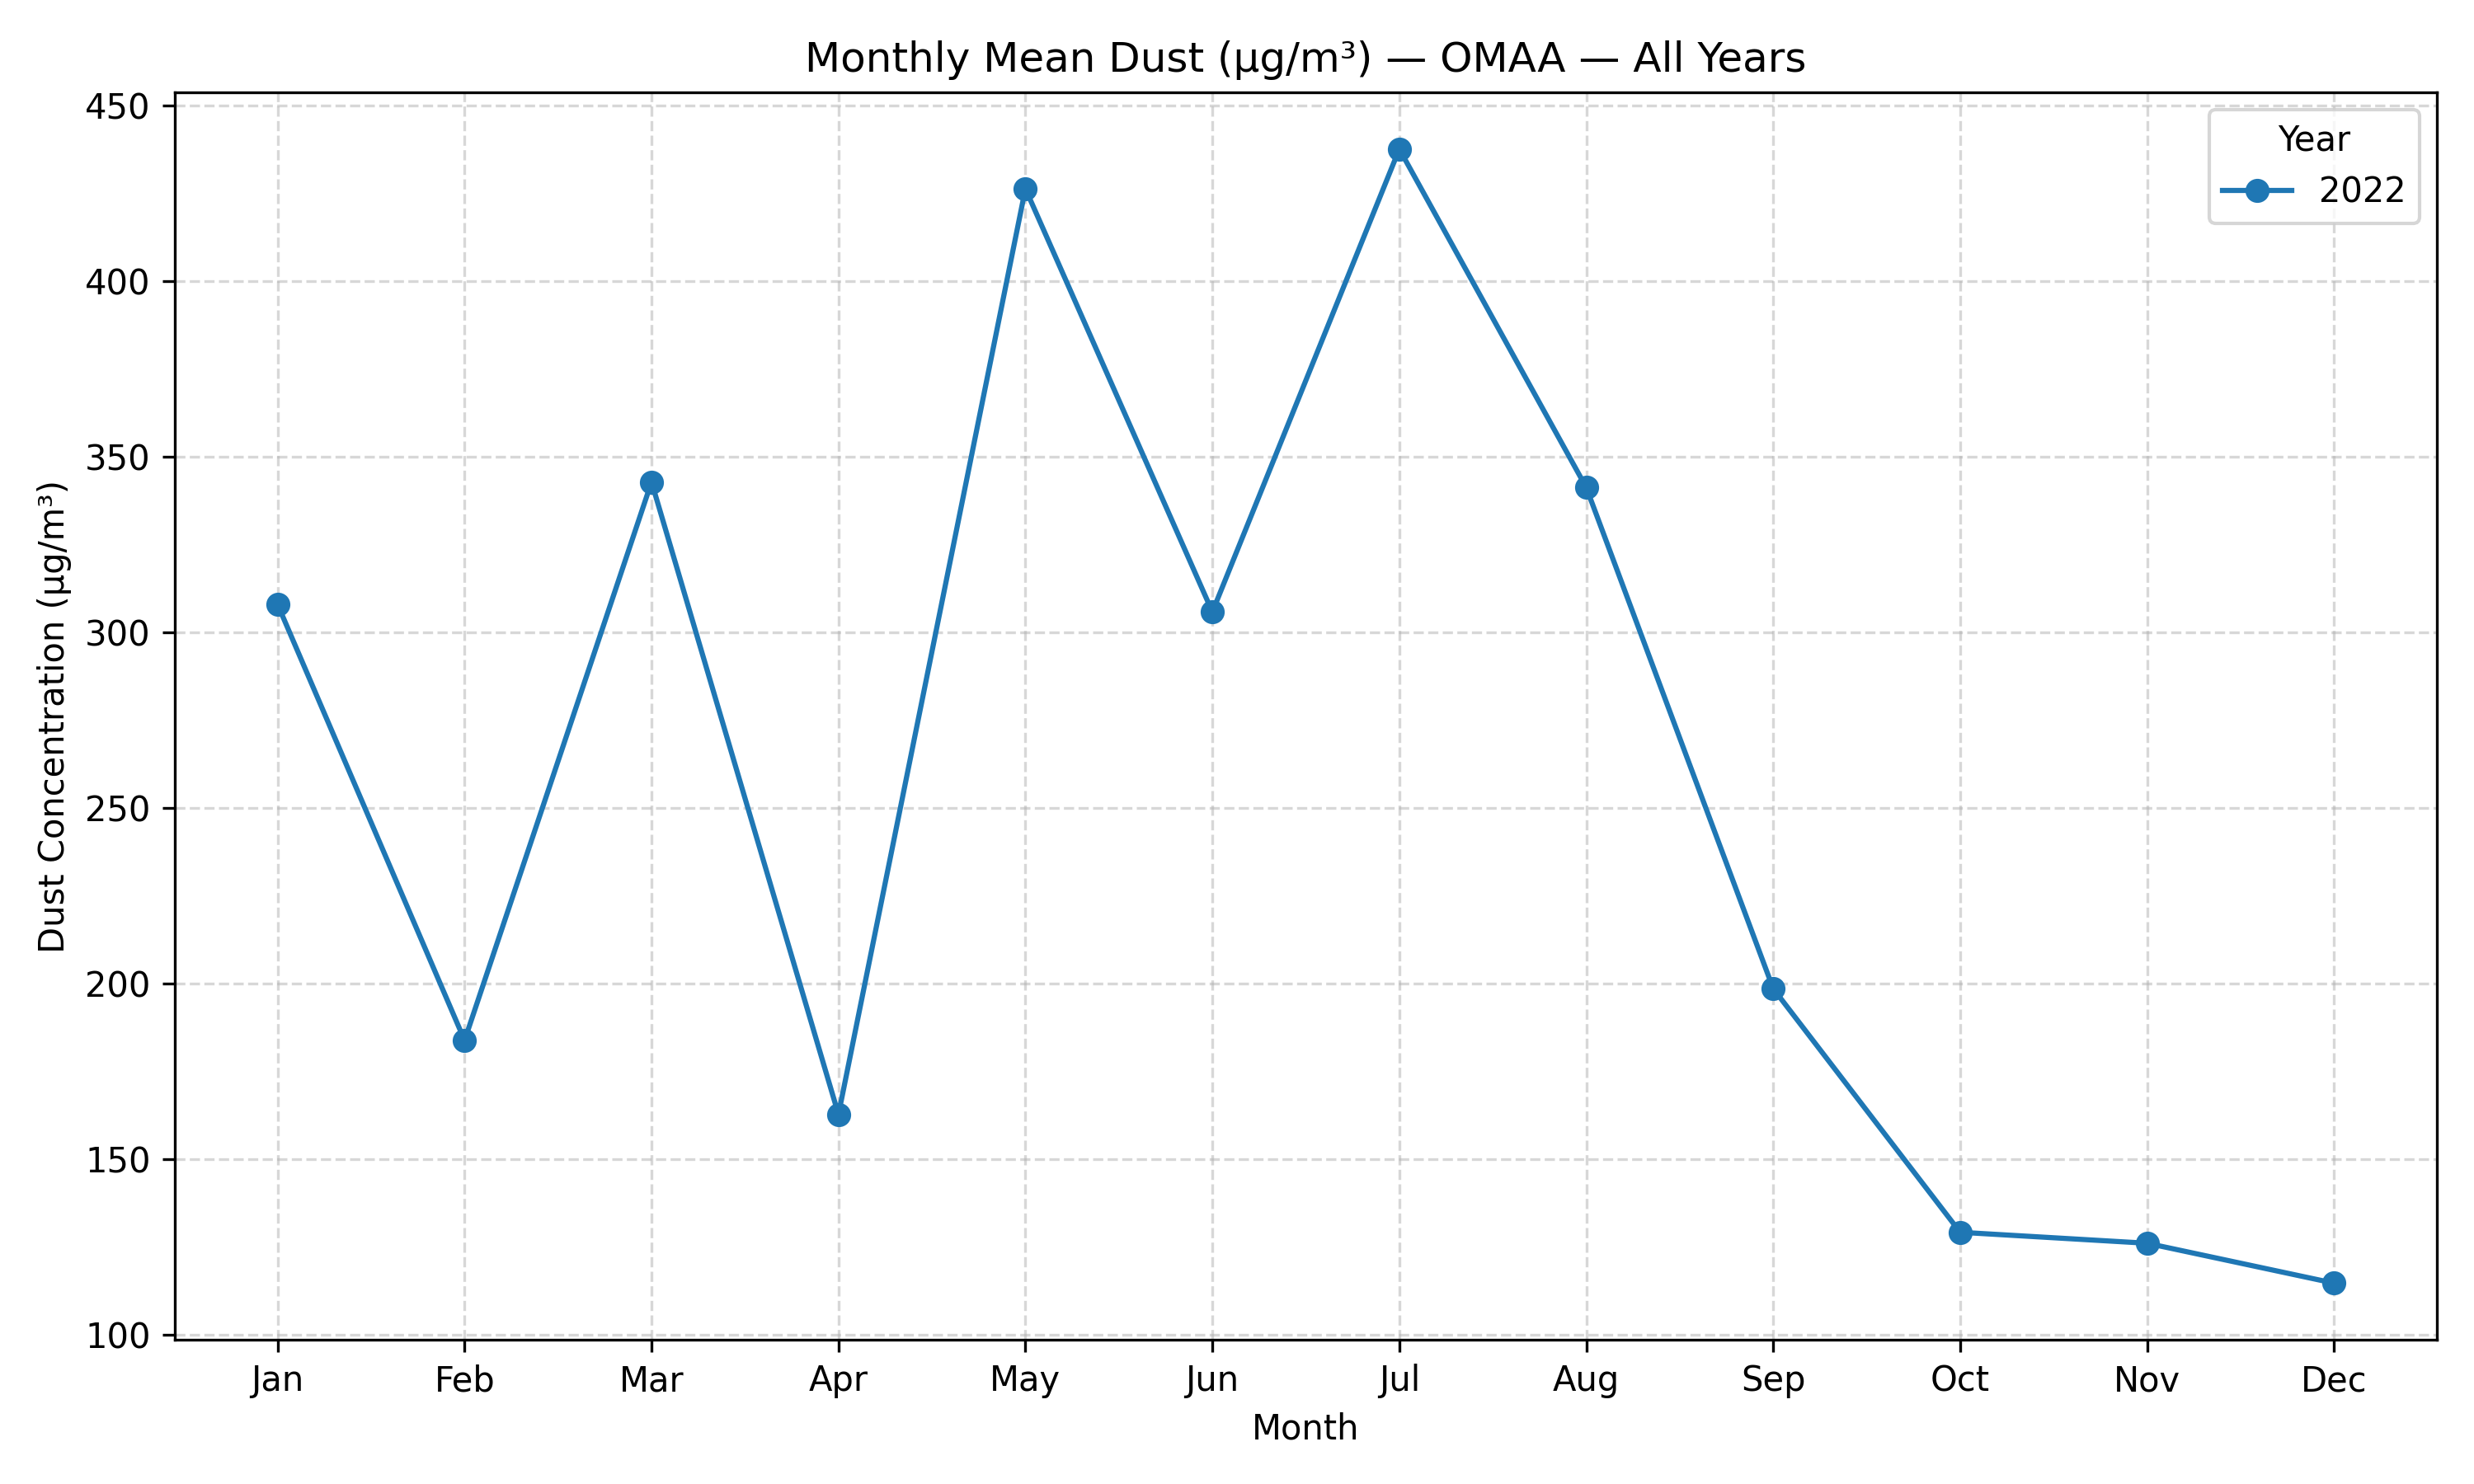 Monthly Mean Dust (µg/m³) — OMAA — All Years
Year
2022
Dust Concentration (µg/m³)
450
400
350
300
250
200
150
100
Jan Feb Mar Apr May Jun Jul Aug Sep Oct Nov Dec
Month